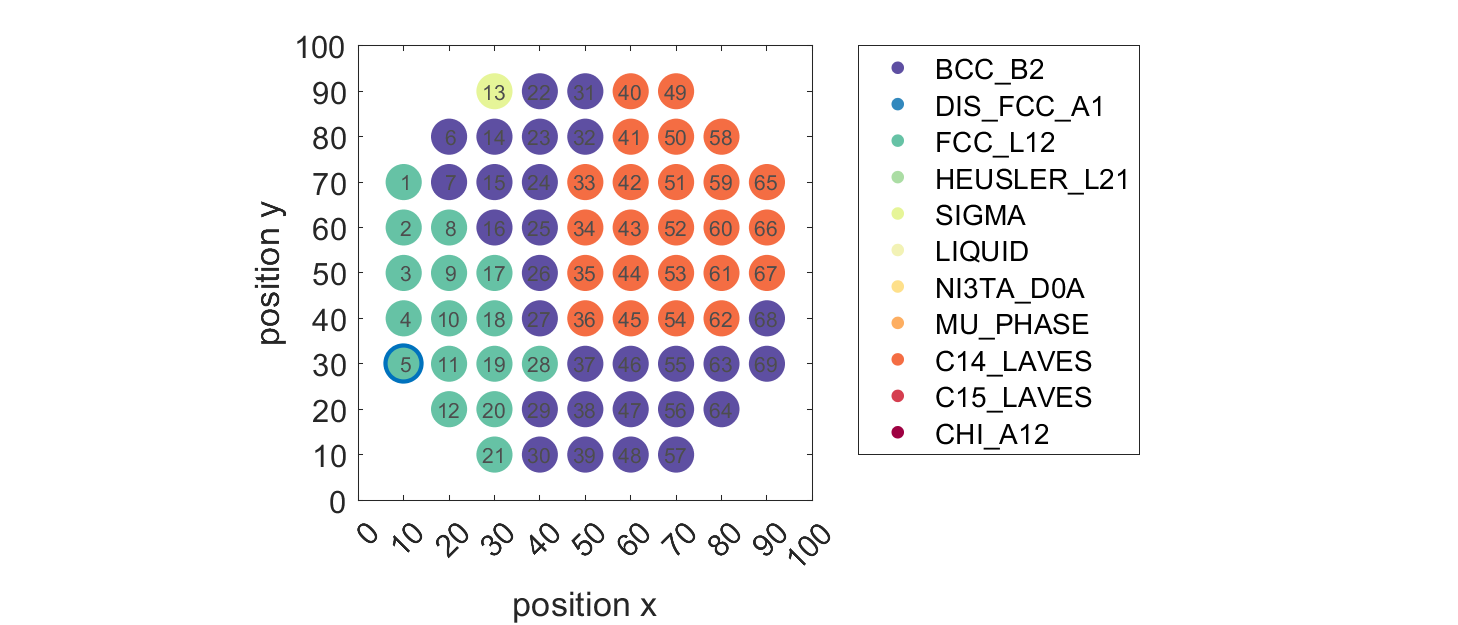 100
90
80
70
60
50
40
30
20
10
0
13 22 31 40 49
6 14 23 32 41 50 58
1 7 15 24 33 42 51 59 65
2 8 16 25 34 43 52 60 66
3 9 17 26 35 44 53 61 67
4 10 18 27 36 45 54 62 68
5 11 19 28 37 46 55 63 69
12 20 29 38 47 56 64
21 30 39 48 57
0 10 20 30 40 50 60 70 80 90 100
position x
position y
BCC_B2
DIS_FCC_A1
FCC_L12
HEUSLER_L21
SIGMA
LIQUID
NI3TA_D0A
MU_PHASE
C14_LAVES
C15_LAVES
CHI_A12